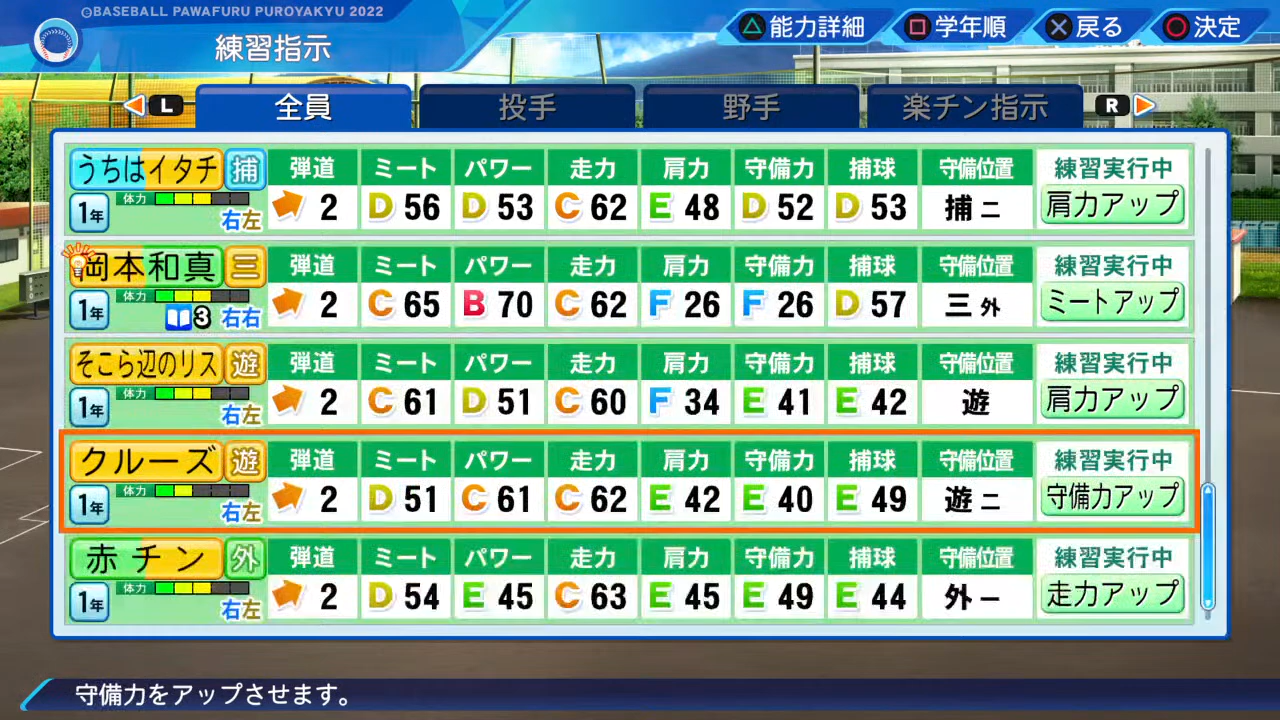 ©BASEBALL PAWAFURU PUROYAKYU 2022
練習指示
能力詳細 学年順 戻る 決定
L 全員 投手 野手 楽チン指示 R
うちはイタチ 捕 弾道 ミート パワー 走力 肩力 守備力 捕球 守備位置 練習実行中
1年 体力 右左 2 D 56 D 53 C 62 E 48 D 52 D 53 捕 二 肩力アップ
岡本和真 三 弾道 ミート パワー 走力 肩力 守備力 捕球 守備位置 練習実行中
1年 体力 3 右右 2 C 65 B 70 C 62 F 26 F 26 D 57 三 外 ミートアップ
そこら辺のリス 遊 弾道 ミート パワー 走力 肩力 守備力 捕球 守備位置 練習実行中
1年 体力 右左 2 C 61 D 51 C 60 F 34 E 41 E 42 遊 肩力アップ
クルーズ 遊 弾道 ミート パワー 走力 肩力 守備力 捕球 守備位置 練習実行中
1年 体力 右左 2 D 51 C 61 C 62 E 42 E 40 E 49 遊 二 守備力アップ
赤チン 外 弾道 ミート パワー 走力 肩力 守備力 捕球 守備位置 練習実行中
1年 体力 右左 2 D 54 E 45 C 63 E 45 E 49 E 44 外 一 走力アップ
守備力をアップさせます。